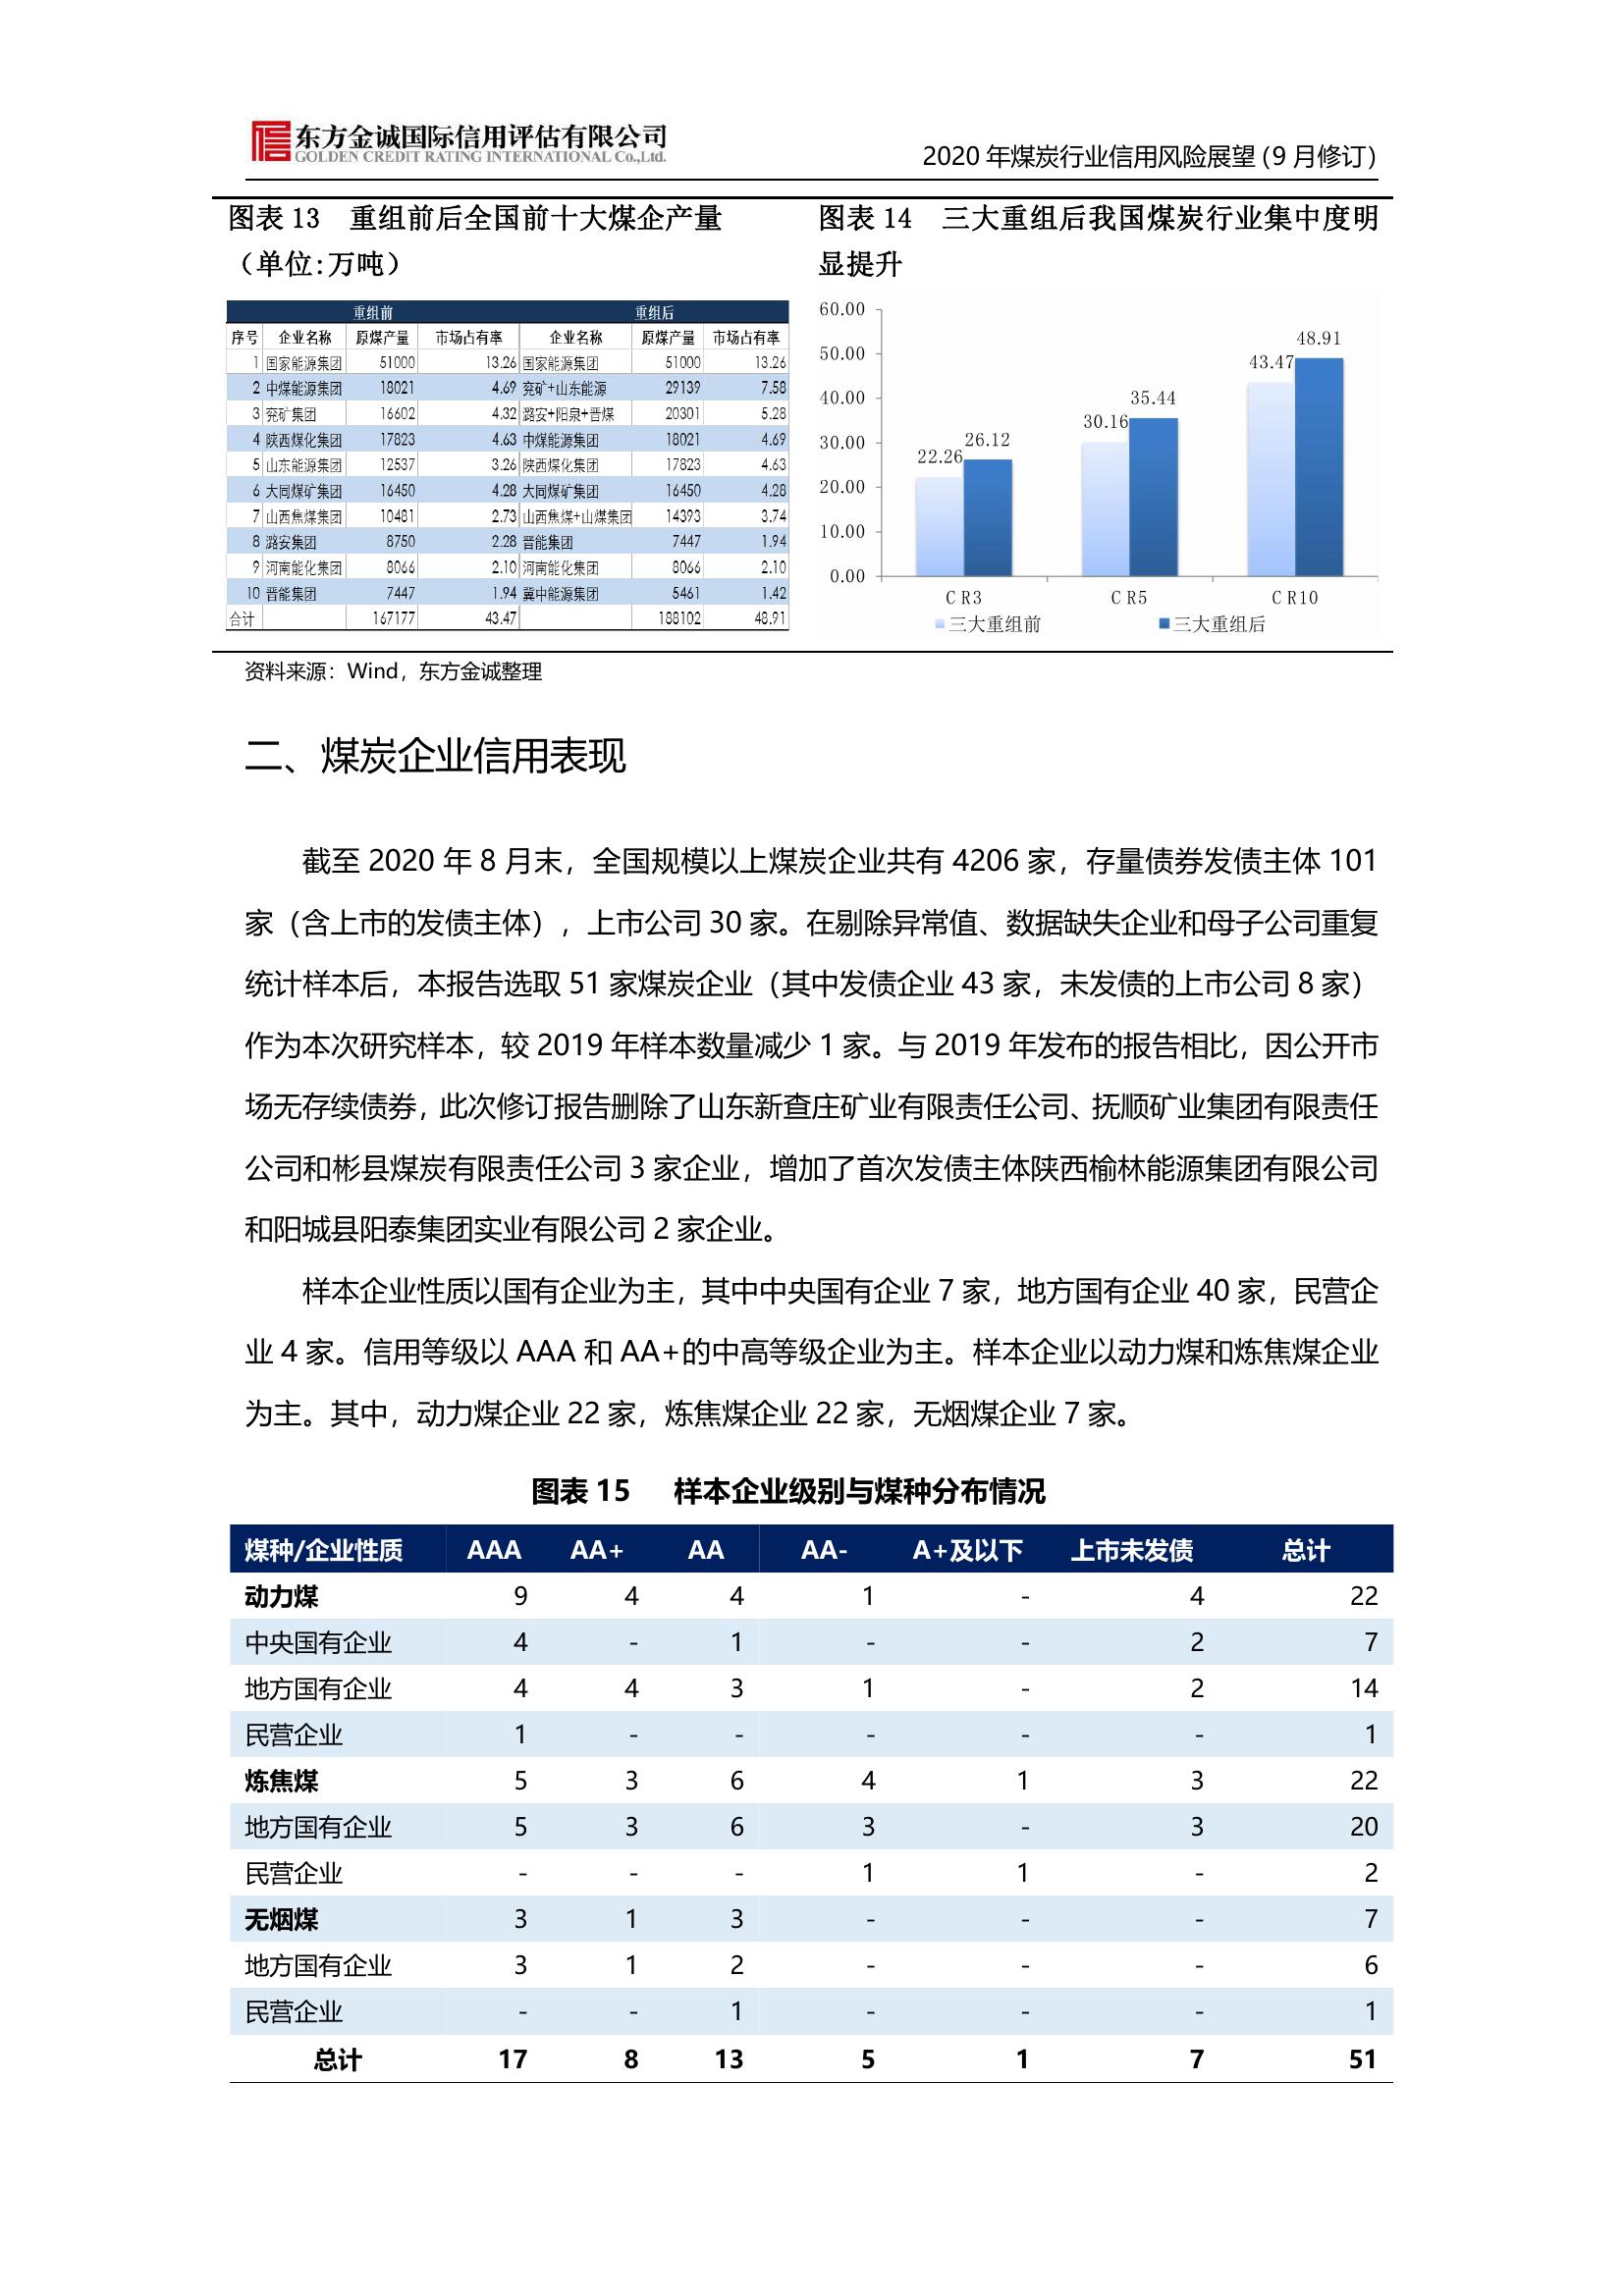 东方金诚国际信用评估有限公司
GOLDEN CREDIT RATING INTERNATIONAL Co.,Ltd.
2020 年煤炭行业信用风险展望（9 月修订）
图表 13 重组前后全国前十大煤企产量
（单位:万吨）
重组前 重组后
序号 企业名称 原煤产量 市场占有率 企业名称 原煤产量 市场占有率
1 国家能源集团 51000 13.26 国家能源集团 51000 13.26
2 中煤能源集团 18021 4.69 兖矿+山东能源 29139 7.58
3 兖矿集团 16602 4.32 潞安+阳泉+晋煤 20301 5.28
4 陕西煤化集团 17823 4.63 中煤能源集团 18021 4.69
5 山东能源集团 12537 3.26 陕西煤化集团 17823 4.63
6 大同煤矿集团 16450 4.28 大同煤矿集团 16450 4.28
7 山西焦煤集团 10481 2.73 山西焦煤+山煤集团 14393 3.74
8 潞安集团 8750 2.28 晋能集团 7447 1.94
9 河南能化集团 8066 2.10 河南能化集团 8066 2.10
10 晋能集团 7447 1.94 冀中能源集团 5461 1.42
合计 167177 43.47 188102 48.91
图表 14 三大重组后我国煤炭行业集中度明
显提升
60.00
50.00
40.00
30.00
20.00
10.00
0.00
22.26 26.12
30.16 35.44
43.47 48.91
CR3 CR5 CR10
三大重组前 三大重组后
资料来源：Wind，东方金诚整理
二、煤炭企业信用表现
截至 2020 年 8 月末，全国规模以上煤炭企业共有 4206 家，存量债券发债主体 101
家（含上市的发债主体），上市公司 30 家。在剔除异常值、数据缺失企业和母子公司重复
统计样本后，本报告选取 51 家煤炭企业（其中发债企业 43 家，未发债的上市公司 8 家）
作为本次研究样本，较 2019 年样本数量减少 1 家。与 2019 年发布的报告相比，因公开市
场无存续债券，此次修订报告删除了山东新查庄矿业有限责任公司、抚顺矿业集团有限责任
公司和彬县煤炭有限责任公司 3 家企业，增加了首次发债主体陕西榆林能源集团有限公司
和阳城县阳泰集团实业有限公司 2 家企业。
样本企业性质以国有企业为主，其中中央国有企业 7 家，地方国有企业 40 家，民营企
业 4 家。信用等级以 AAA 和 AA+的中高等级企业为主。样本企业以动力煤和炼焦煤企业
为主。其中，动力煤企业 22 家，炼焦煤企业 22 家，无烟煤企业 7 家。
图表 15 样本企业级别与煤种分布情况
煤种/企业性质 AAA AA+ AA AA- A+及以下 上市未发债 总计
动力煤 9 4 4 1 - 4 22
中央国有企业 4 - 1 - - 2 7
地方国有企业 4 4 3 1 - 2 14
民营企业 1 - - - - - 1
炼焦煤 5 3 6 4 1 3 22
地方国有企业 5 3 6 3 - 3 20
民营企业 - - - 1 1 - 2
无烟煤 3 1 3 - - - 7
地方国有企业 3 1 2 - - - 6
民营企业 - - 1 - - - 1
总计 17 8 13 5 1 7 51